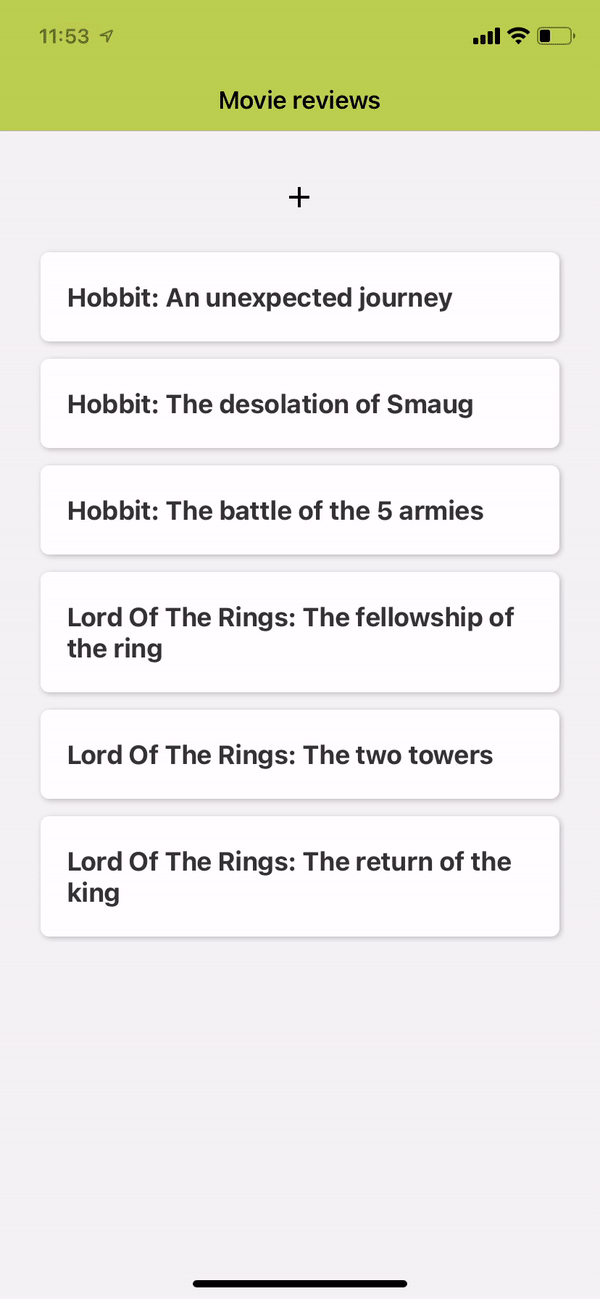 11:53
Movie reviews
+
Hobbit: An unexpected journey
Hobbit: The desolation of Smaug
Hobbit: The battle of the 5 armies
Lord Of The Rings: The fellowship of
the ring
Lord Of The Rings: The two towers
Lord Of The Rings: The return of the
king